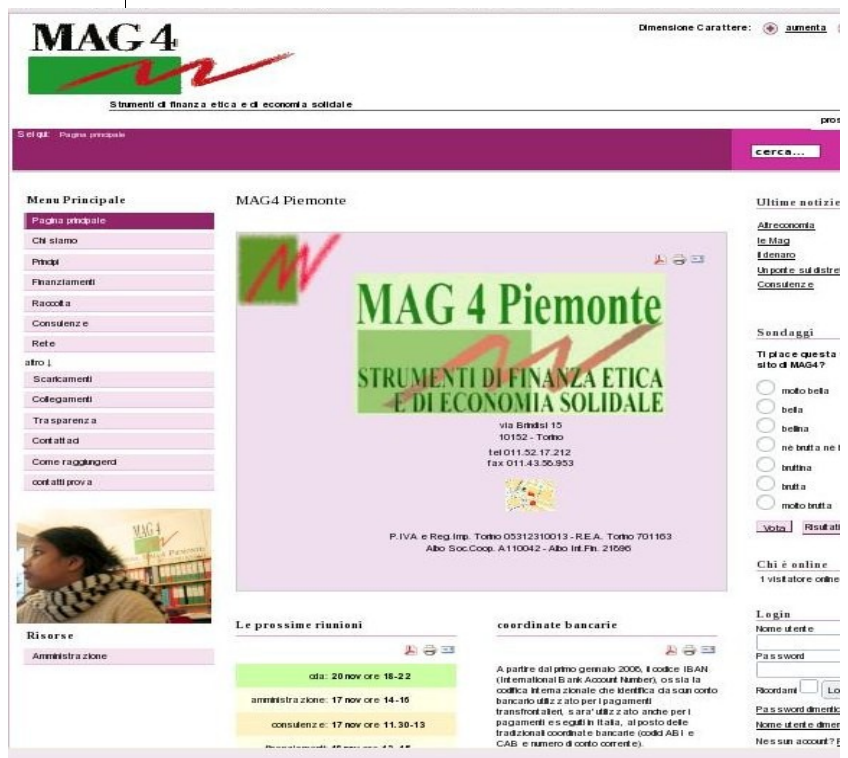 MAG 4
Strumenti di finanza etica e di economia solidale
Dimensione Carattere: aumenta
Sei qui: Pagina principale
cerca...
Menu Principale
Pagina principale
Chi siamo
Principi
Finanziamenti
Raccolta
Consulenze
Rete
altro ↓
Scaricamenti
Collegamenti
Trasparenza
Contattaci
Come raggiungerci
contatti prova
MAG 4
Risorse
Amministrazione
MAG4 Piemonte
MAG 4 Piemonte
STRUMENTI DI FINANZA ETICA
E DI ECONOMIA SOLIDALE
via Brindisi 15
10152 - Torino
tel 011.52.17.212
fax 011.43.56.953
P.IVA. e Reg.Imp. Torino 05312310013 - R.E.A. Torino 701163
Albo Soc.Coop. A110042 - Albo Int.Fin. 21696
Le prossime riunioni
cda: 20 nov ore 18-22
amministrazione: 17 nov ore 14-16
consulenze: 17 nov ore 11.30-13
coordinate bancarie
A partire dal primo gennaio 2006, il codice IBAN
(International Bank Account Number), ossia la
codifica internazionale che identifica ciascun conto
bancario utilizzato per i pagamenti
transfrontalieri, sara' utilizzato anche per i
pagamenti eseguiti in Italia, al posto delle
tradizionali coordinate bancarie (codici ABI e
CAB e numero di conto corrente).
Ultime notizie
Altreconomia
le Mag
Il denaro
Un ponte sul distre
Consulenze
Sondaggi
Ti piace questa
sito di MAG4?
molto bella
bella
bellina
nè brutta nè
bruttina
brutta
molto brutta
Vota Risultati
Chi è online
1 visitatore online
Login
Nome utente
Password
Ricordami Lo
Password dimentic
Nome utente dimen
Nessun account?